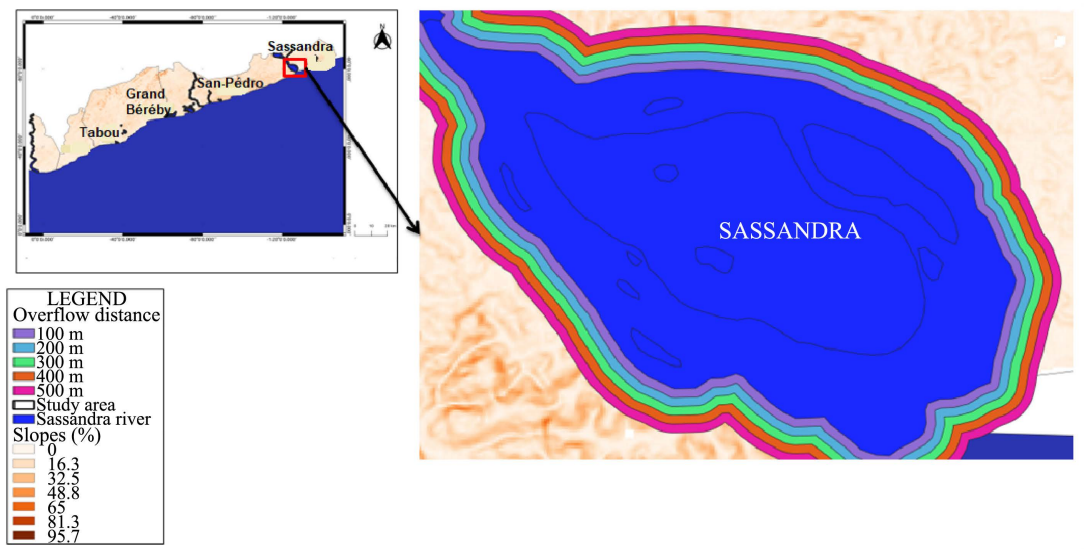 Sassandra
San-Pédro
Grand
Béréby
Tabou
SASSANDRA
LEGEND
Overflow distance
100 m
200 m
300 m
400 m
500 m
Study area
Sassandra river
Slopes (%)
0
16.3
32.5
48.8
65
81.3
95.7